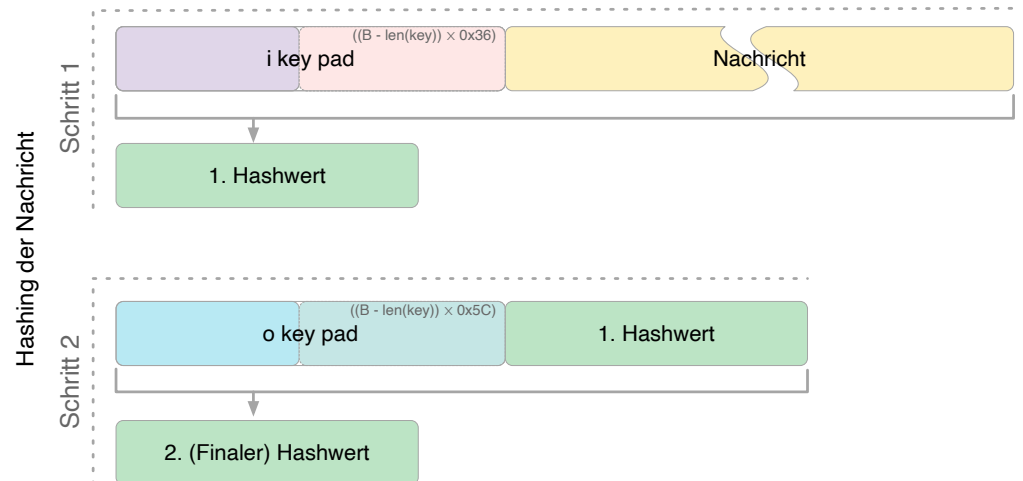 Hashing der Nachricht
Schritt 1
((B - len(key)) × 0x36)
i key pad
Nachricht
1. Hashwert
Schritt 2
((B - len(key)) × 0x5C)
o key pad
1. Hashwert
2. (Finaler) Hashwert